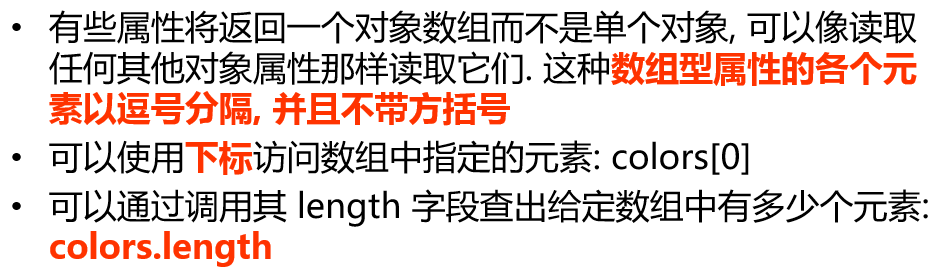 • 有些属性将返回一个对象数组而不是单个对象, 可以像读取
任何其他对象属性那样读取它们. 这种数组型属性的各个元
素以逗号分隔, 并且不带方括号
• 可以使用下标访问数组中指定的元素: colors[0]
• 可以通过调用其 length 字段查出给定数组中有多少个元素:
colors.length